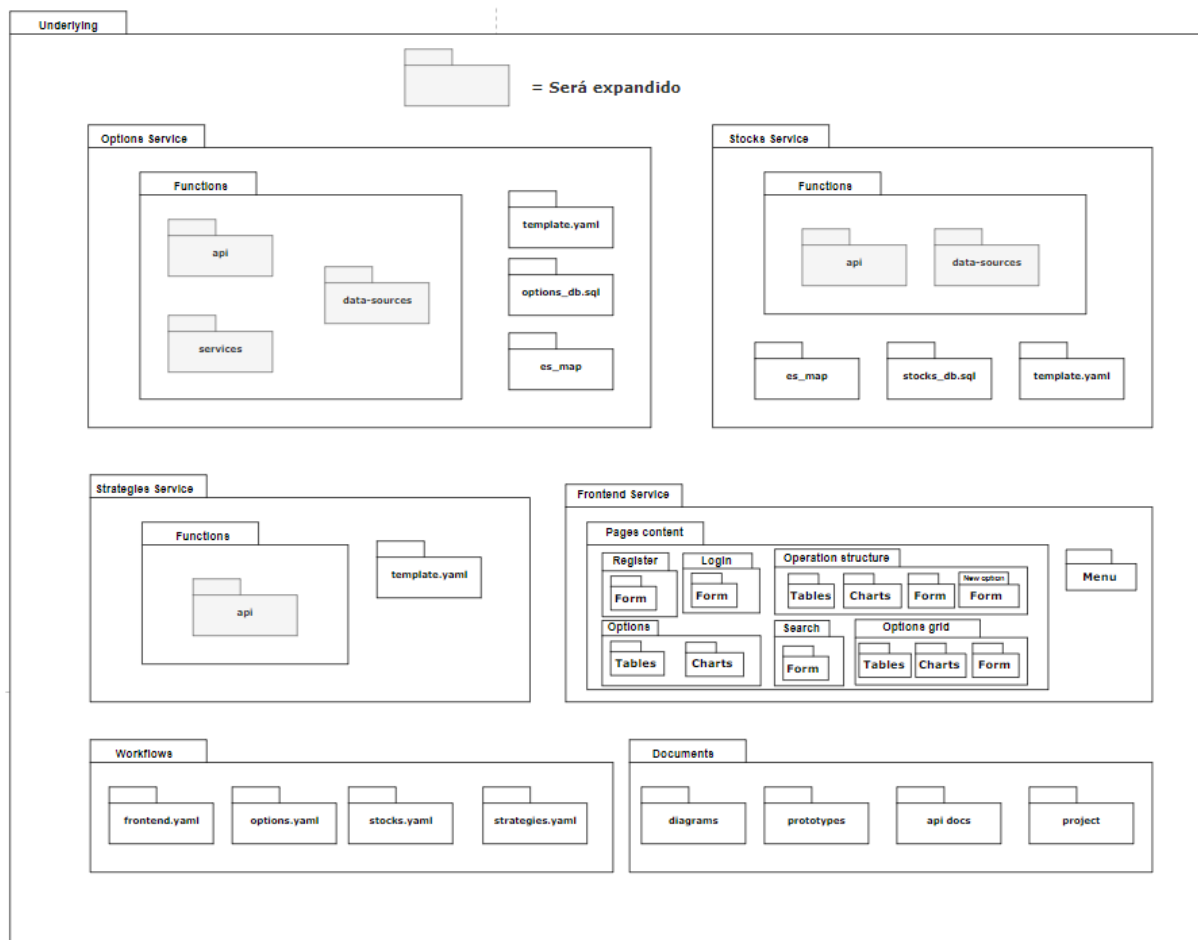 Underlying
= Será expandido
Options Service
Functions
api
data-sources
services
template.yaml
options_db.sql
es_map
Stocks Service
Functions
api
data-sources
es_map
stocks_db.sql
template.yaml
Strategies Service
Functions
api
template.yaml
Frontend Service
Pages content
Register
Form
Login
Form
Operation structure
Tables
Charts
Form
New option
Form
Options
Tables
Charts
Search
Form
Options grid
Tables
Charts
Form
Menu
Workflows
frontend.yaml
options.yaml
stocks.yaml
strategies.yaml
Documents
diagrams
prototypes
api docs
project